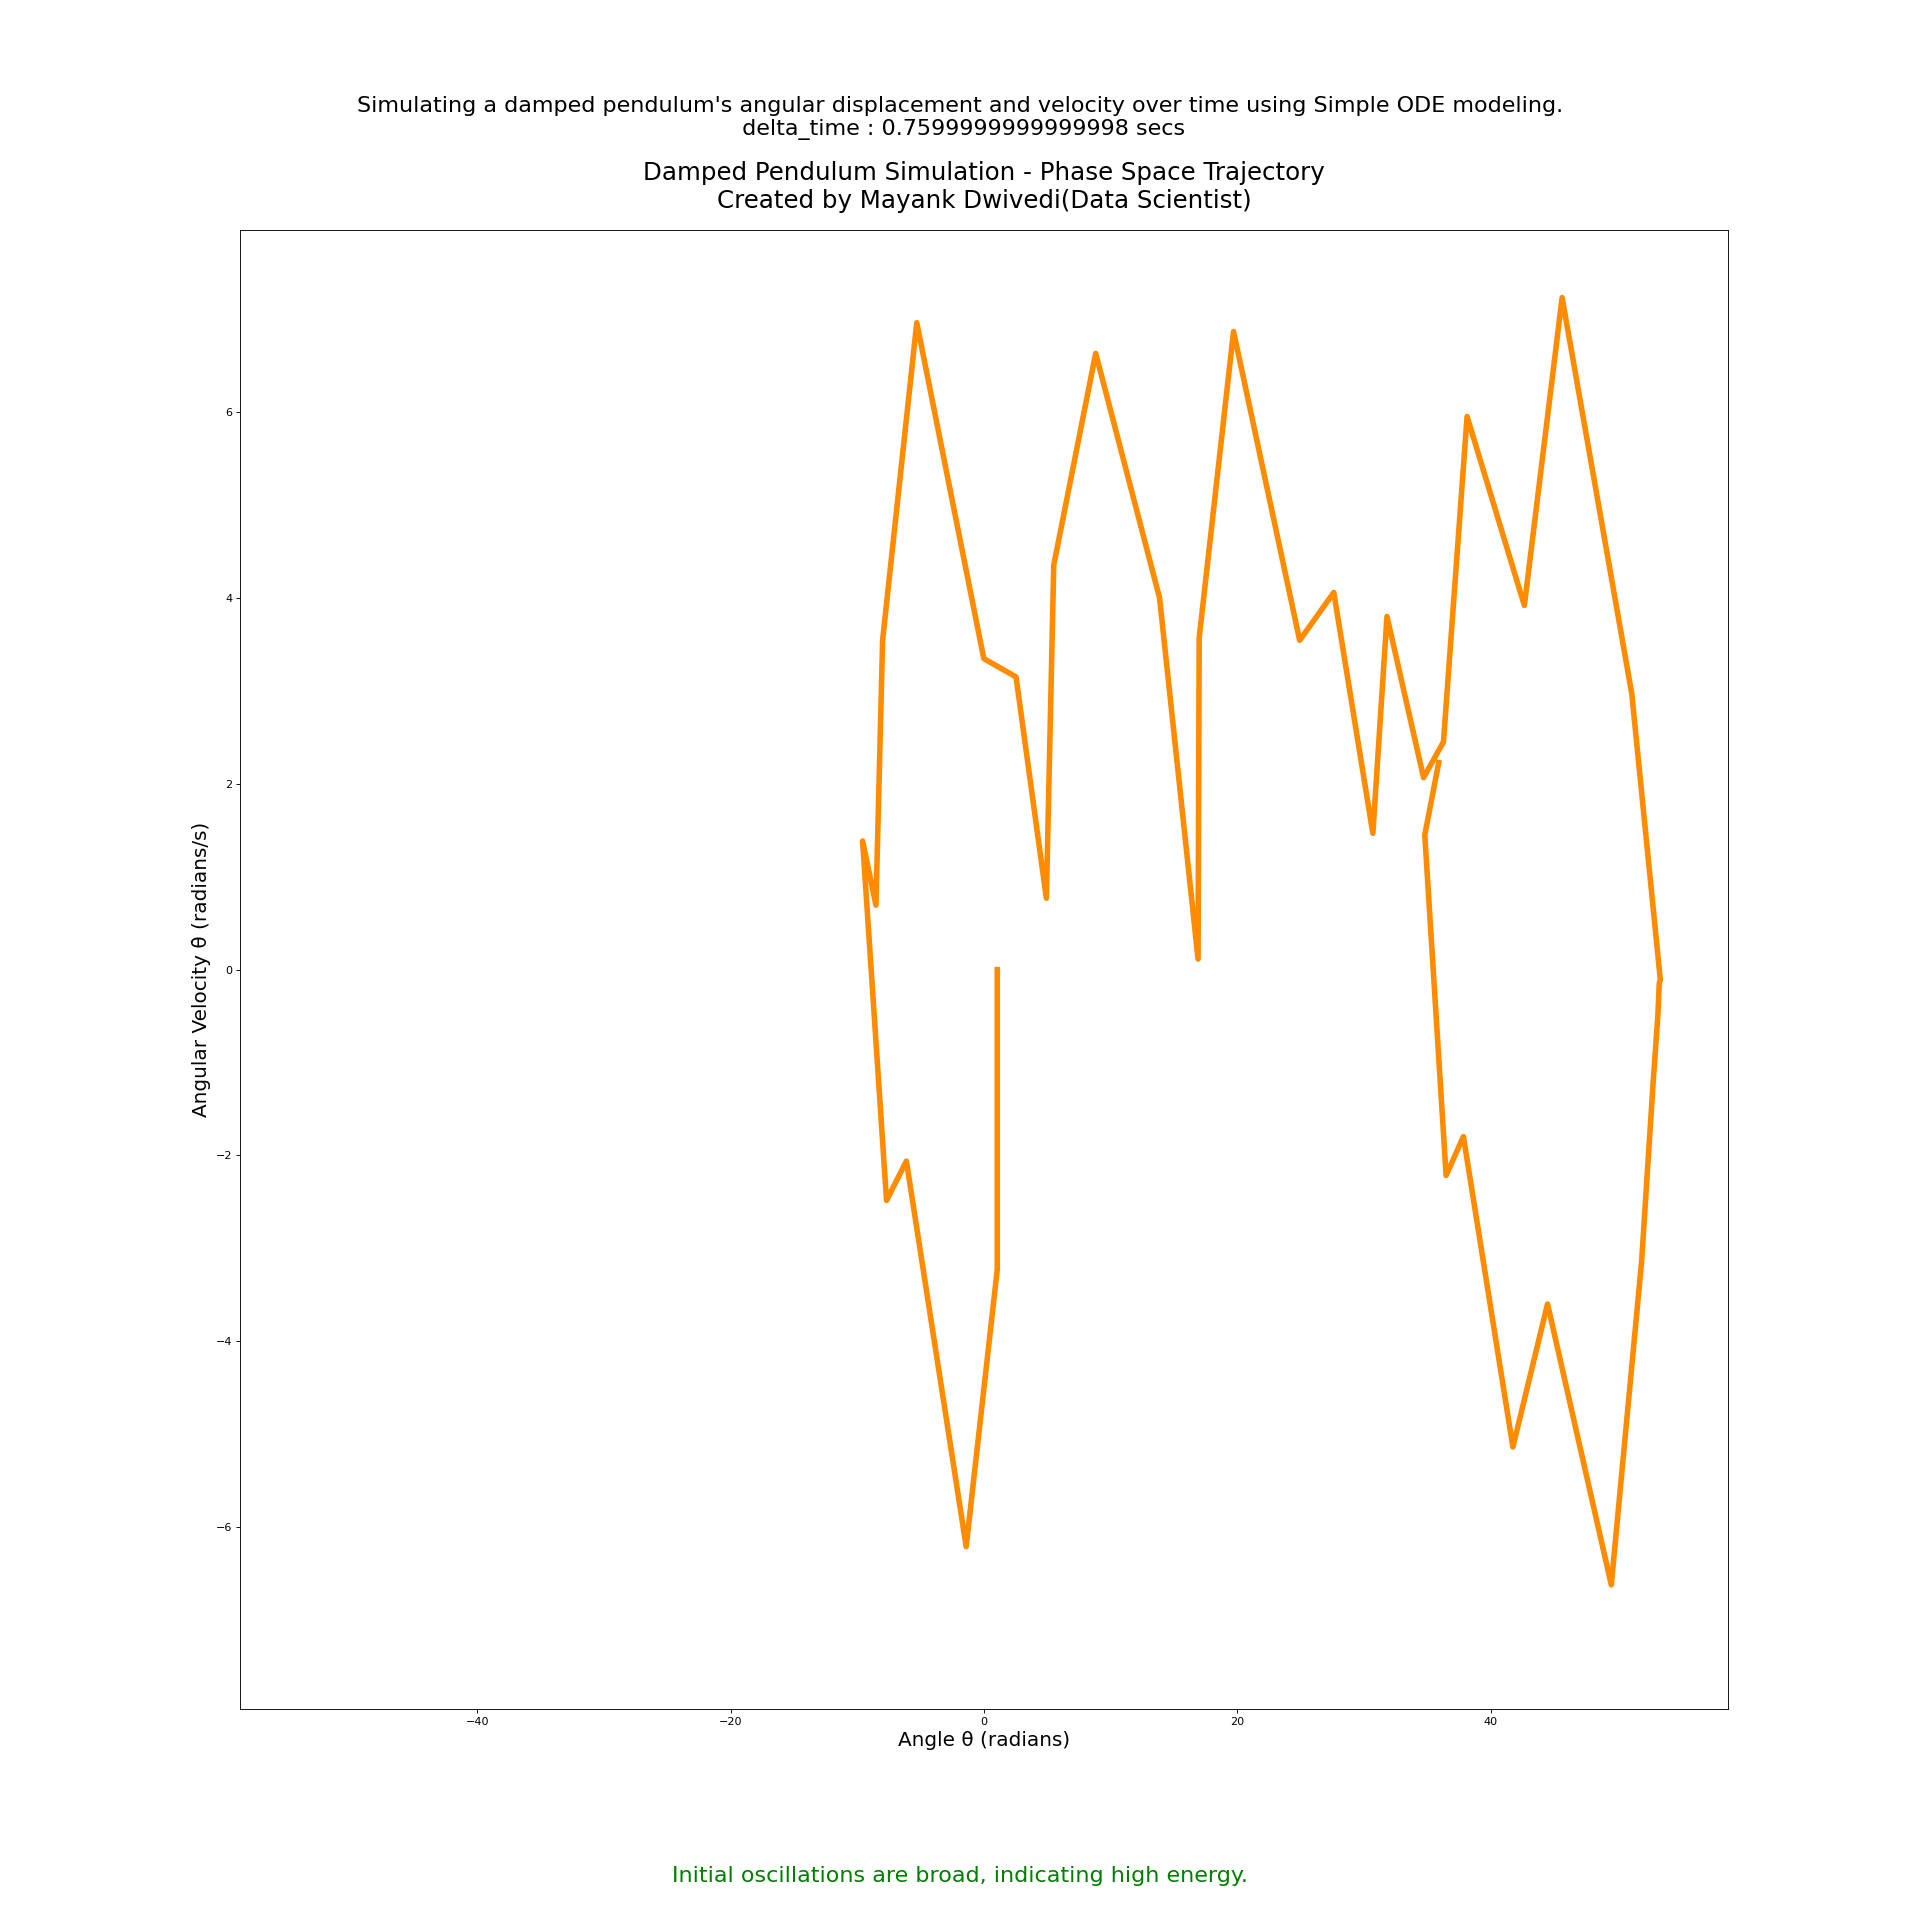 Simulating a damped pendulum's angular displacement and velocity over time using Simple ODE modeling.
delta_time : 0.7599999999999998 secs
Damped Pendulum Simulation - Phase Space Trajectory
Created by Mayank Dwivedi(Data Scientist)
Angular Velocity θ (radians/s)
6
4
2
0
−2
−4
−6
−40
−20
0
20
40
Angle θ (radians)
Initial oscillations are broad, indicating high energy.